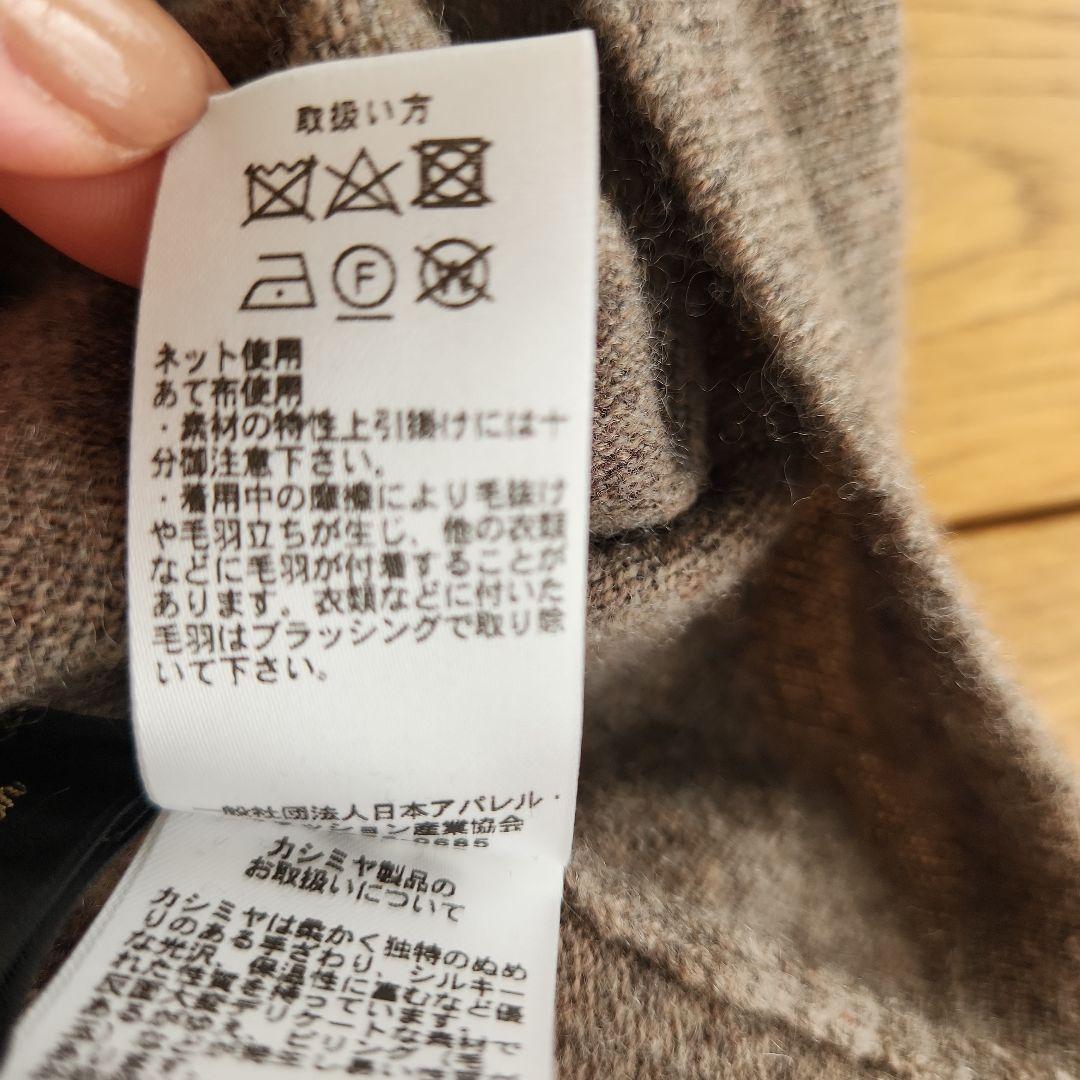 取扱い方
F
ネット使用
あて布使用
・素材の特性上引掛けには十
分御注意下さい。
・着用中の摩擦により毛抜け
や毛羽立ちが生じ、他の衣類
などに毛羽が付着することが
あります。衣類などに付いた
毛羽はブラッシングで取り除
いて下さい。
一般社団法人日本アパレル・
ション産業協会
0685
カシミヤ製品の
お取扱いについて
カシミヤは柔かく独特のぬめ
りのある手ざわり、シルキー
な光沢、保温性に富むなど優
れた性質を持っています。